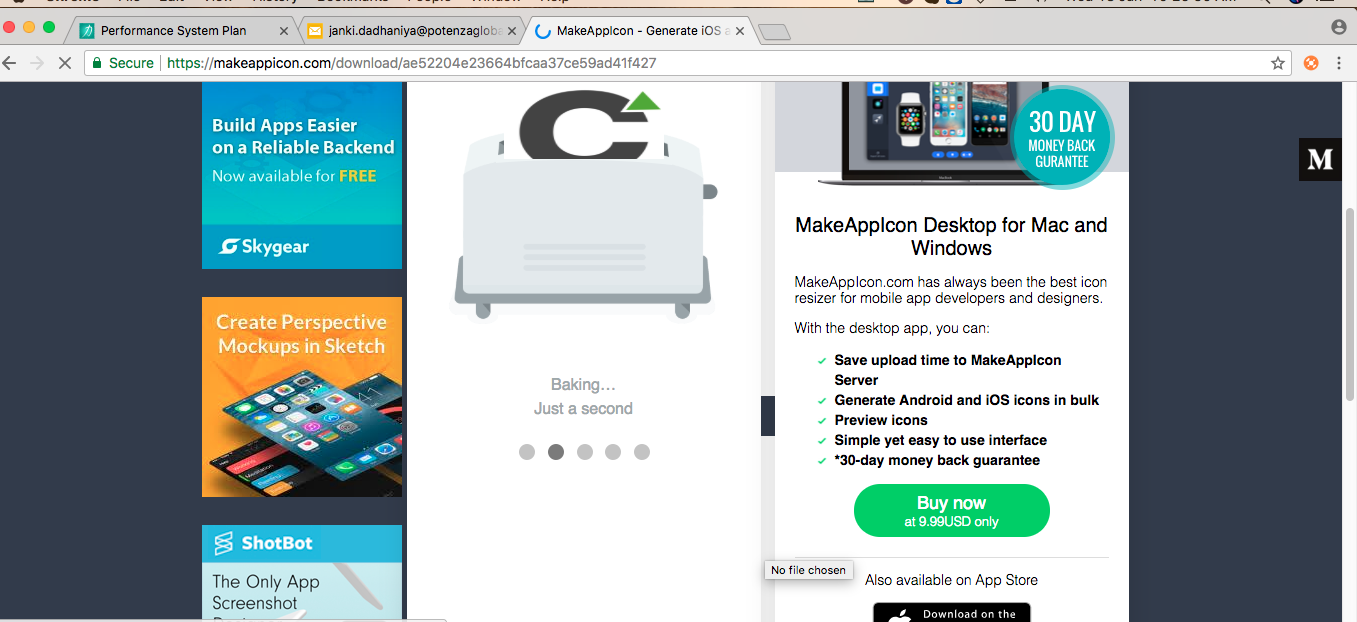 Performance System Plan
janki.dadhaniya@potenzagloba
MakeAppIcon - Generate iOS a
Secure
https://makeappicon.com/download/ae52204e23664bfcaa37ce59ad41f427
Build Apps Easier
on a Reliable Backend
Now available for FREE
Skygear
Create Perspective
Mockups in Sketch
ShotBot
The Only App
Screenshot
Baking...
Just a second
30 DAY
MONEY BACK
GURANTEE
M
MakeAppIcon Desktop for Mac and
Windows
MakeAppIcon.com has always been the best icon
resizer for mobile app developers and designers.
With the desktop app, you can:
Save upload time to MakeAppIcon
Server
Generate Android and iOS icons in bulk
Preview icons
Simple yet easy to use interface
*30-day money back guarantee
Buy now
at 9.99USD only
No file chosen
Also available on App Store
Download on the